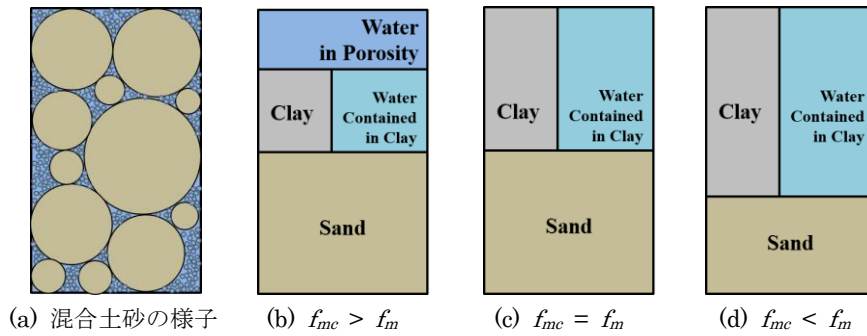 Water
in Porosity
Clay
Water
Contained
in Clay
Sand
Clay
Water
Contained
in Clay
Sand
Clay
Water
Contained
in Clay
Sand
(a) 混合土砂の様子
(b) fmc > fm
(c) fmc = fm
(d) fmc < fm